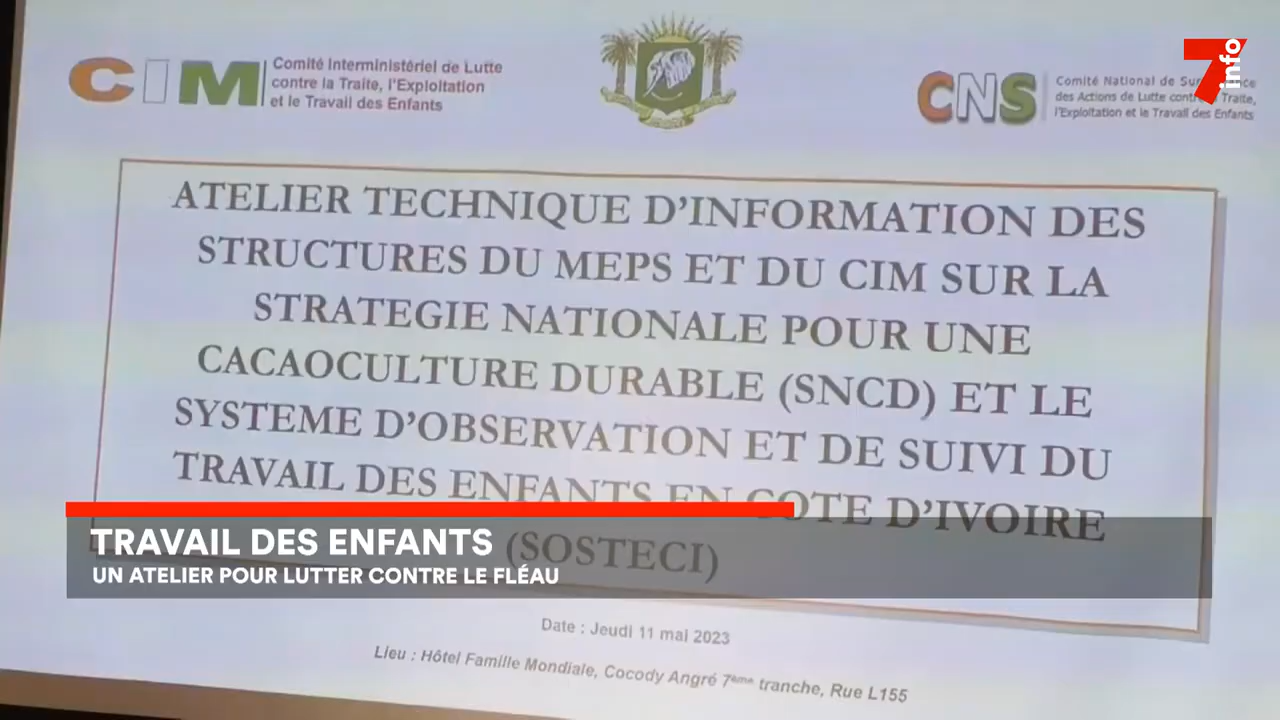 CIM
Comité Interministériel de Lutte
contre la Traite, l'Exploitation
et le Travail des Enfants
CNS
Comité National de
des Actions de Lutte Traite,
l'Exploitation et le Travail des Enfants
7
info
ATELIER TECHNIQUE D'INFORMATION DES
STRUCTURES DU MEPS ET DU CIM SUR LA
STRATEGIE NATIONALE POUR UNE
CACAOCULTURE DURABLE (SNCD) ET LE
SYSTEME D'OBSERVATION ET DE SUIVI DU
TRAVAIL DES ENFANTS EN COTE D'IVOIRE
(SOSTECI)
TRAVAIL DES ENFANTS
UN ATELIER POUR LUTTER CONTRE LE FLÉAU
Date : Jeudi 11 mai 2023
Lieu : Hôtel Famille Mondiale, Cocody Angré 7ème tranche, Rue L155